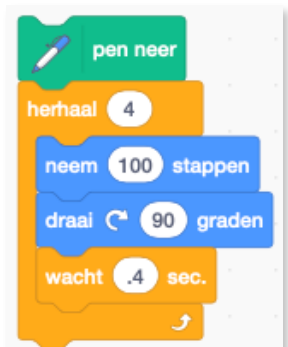 pen neer
herhaal 4
neem 100 stappen
draai 90 graden
wacht .4 sec.